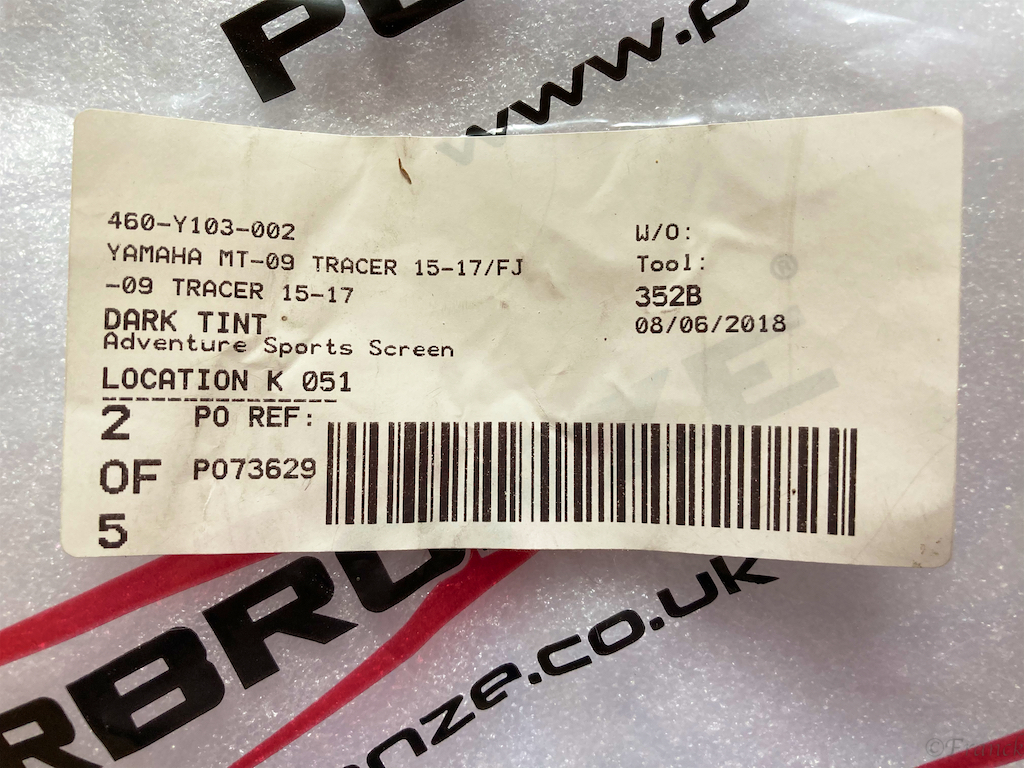 www.p
460-Y103-002
YAMAHA MT-09 TRACER 15-17/FJ
-09 TRACER 15-17
DARK TINT
Adventure Sports Screen
LOCATION K 051
W/O:
Tool:
352B
08/06/2018
®
2
OF
5
PO REF:
PO73629
nze.co.uk